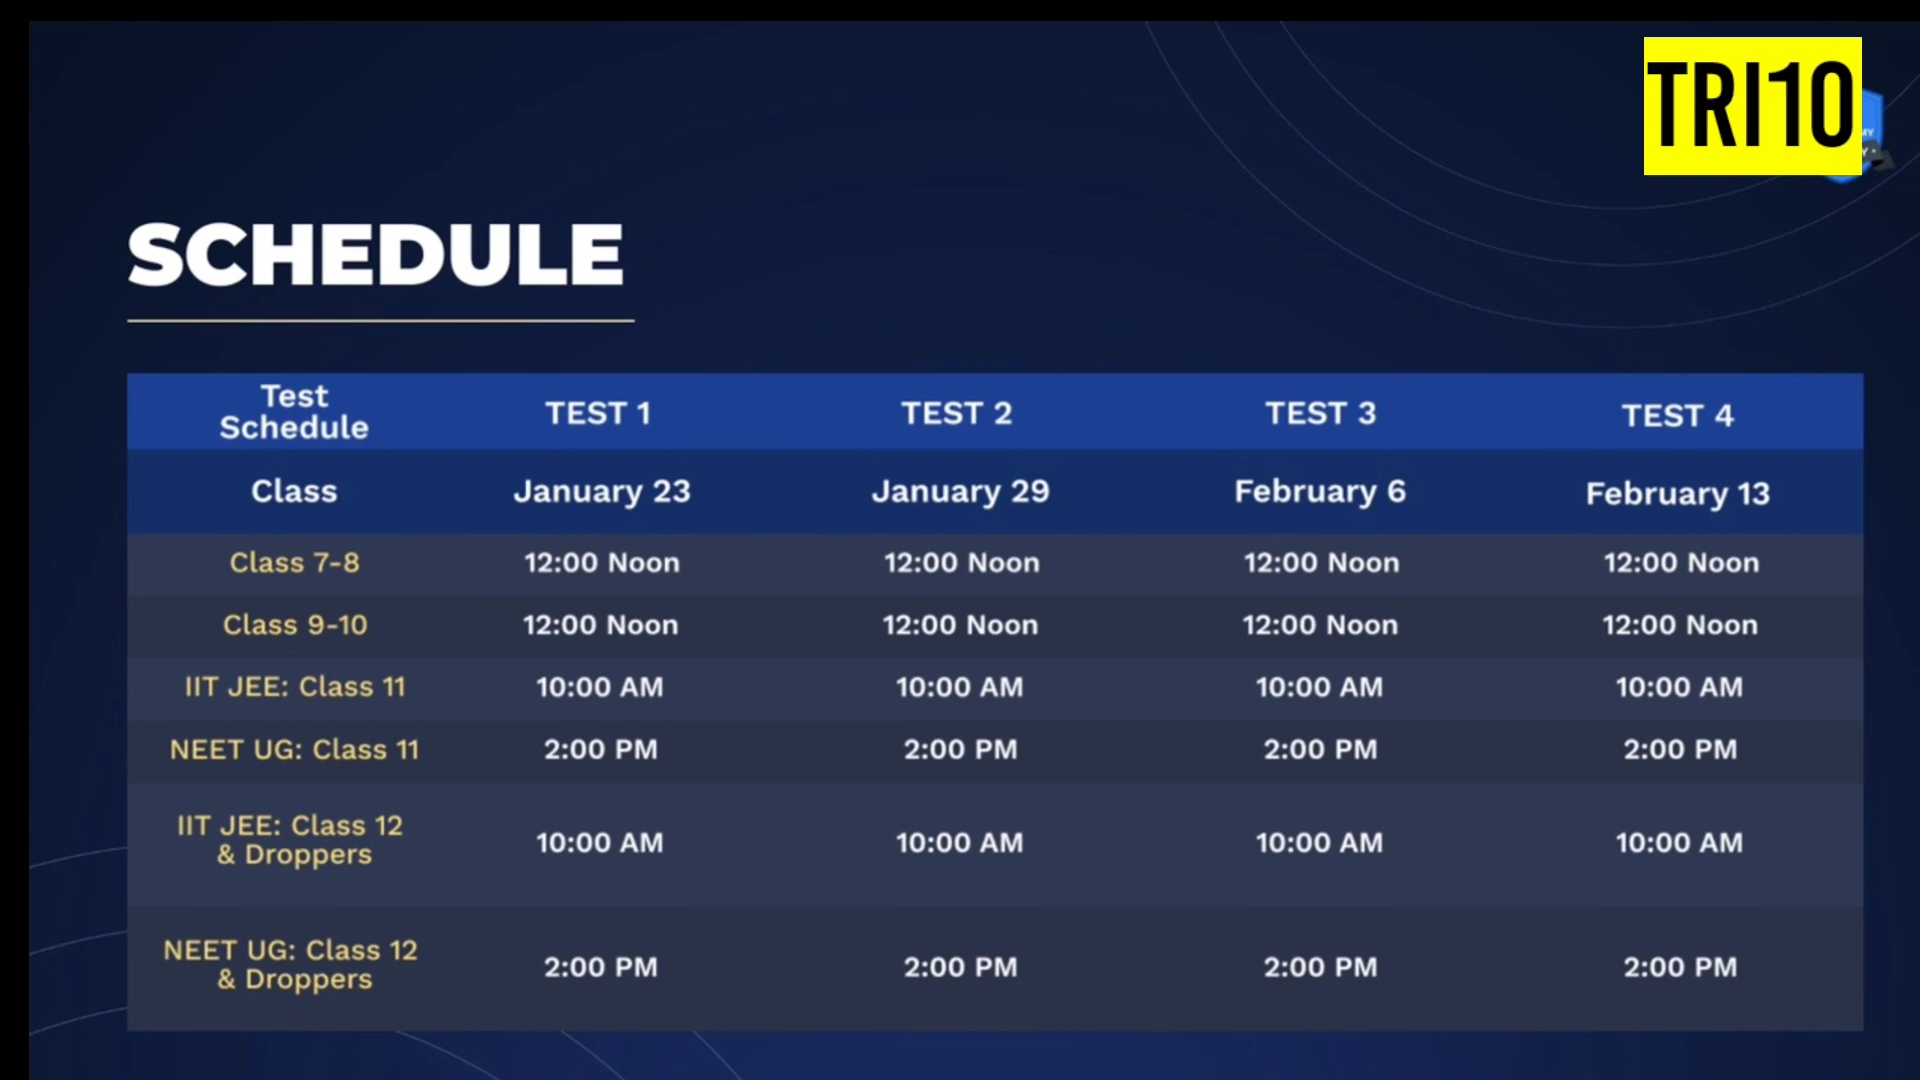 TRI10
SCHEDULE
Test Schedule TEST 1 TEST 2 TEST 3 TEST 4
Class January 23 January 29 February 6 February 13
Class 7-8 12:00 Noon 12:00 Noon 12:00 Noon 12:00 Noon
Class 9-10 12:00 Noon 12:00 Noon 12:00 Noon 12:00 Noon
IIT JEE: Class 11 10:00 AM 10:00 AM 10:00 AM 10:00 AM
NEET UG: Class 11 2:00 PM 2:00 PM 2:00 PM 2:00 PM
IIT JEE: Class 12 & Droppers 10:00 AM 10:00 AM 10:00 AM 10:00 AM
NEET UG: Class 12 & Droppers 2:00 PM 2:00 PM 2:00 PM 2:00 PM